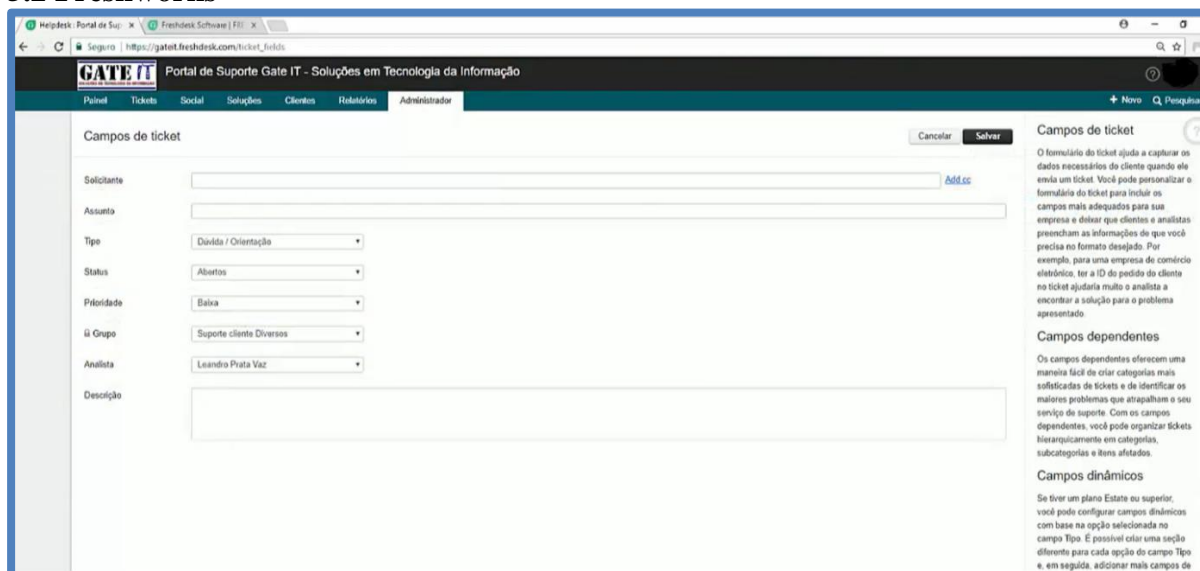 Helpdesk : Portal de Sup
Freshdesk Software | FRE
Seguro | https://gateit.freshdesk.com/ticket_fields
GATE IT Portal de Suporte Gate IT - Soluções em Tecnologia da Informação
Painel Tickets Social Soluções Clientes Relatórios Administrador + Novo Pesquisa
Campos de ticket
Cancelar Salvar
Solicitante
Add cc
Assunto
Tipo Dúvida / Orientação
Status Abertos
Prioridade Baixa
Grupo Suporte cliente Diversos
Analista Leandro Prata Vaz
Descrição
Campos de ticket
O formulário do ticket ajuda a capturar os
dados necessários do cliente quando ele
envia um ticket. Você pode personalizar o
formulário do ticket para incluir os
campos mais adequados para sua
empresa e deixar que clientes e analistas
preencham as informações de que você
precisa no formato desejado. Por
exemplo, para uma empresa de comércio
eletrônico, ter a ID do pedido do cliente
no ticket ajudaria muito o analista a
encontrar a solução para o problema
apresentado.
Campos dependentes
Os campos dependentes oferecem uma
maneira fácil de criar categorias mais
sofisticadas de tickets e de identificar os
maiores problemas que atrapalham o seu
serviço de suporte. Com os campos
dependentes, você pode organizar tickets
hierarquicamente em categorias,
subcategorias e itens afetados.
Campos dinâmicos
Se tiver um plano Estate ou superior,
você pode configurar campos dinâmicos
com base na opção selecionada no
campo Tipo. É possível criar uma seção
diferente para cada opção do campo Tipo
e, em seguida, adicionar mais campos de